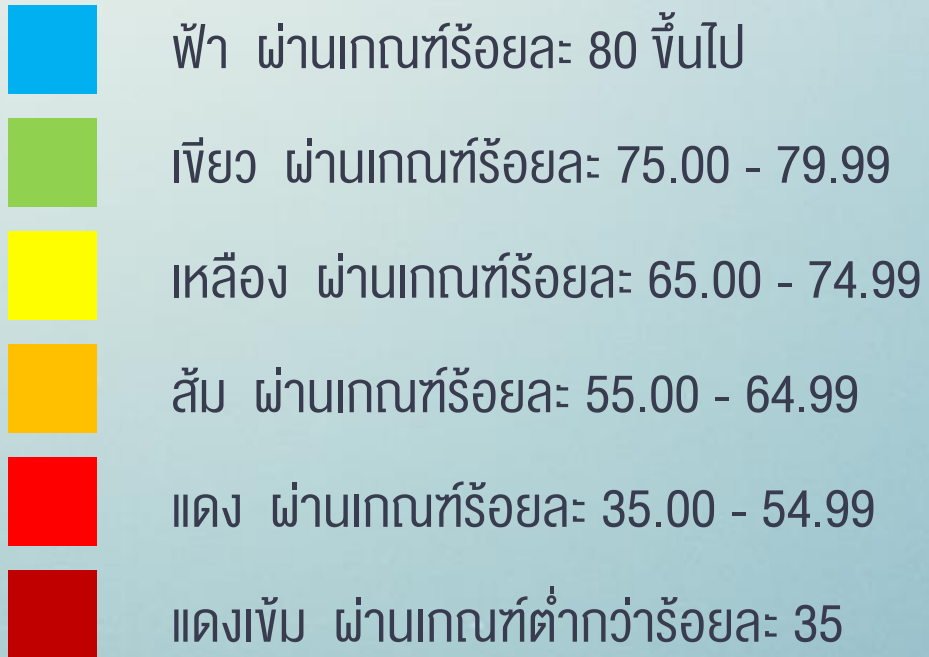 ฟ้า ผ่านเกณฑ์ร้อยละ 80 ขึ้นไป
เขียว ผ่านเกณฑ์ร้อยละ 75.00 - 79.99
เหลือง ผ่านเกณฑ์ร้อยละ 65.00 - 74.99
ส้ม ผ่านเกณฑ์ร้อยละ 55.00 - 64.99
แดง ผ่านเกณฑ์ร้อยละ 35.00 - 54.99
แดงเข้ม ผ่านเกณฑ์ต่ำกว่าร้อยละ 35